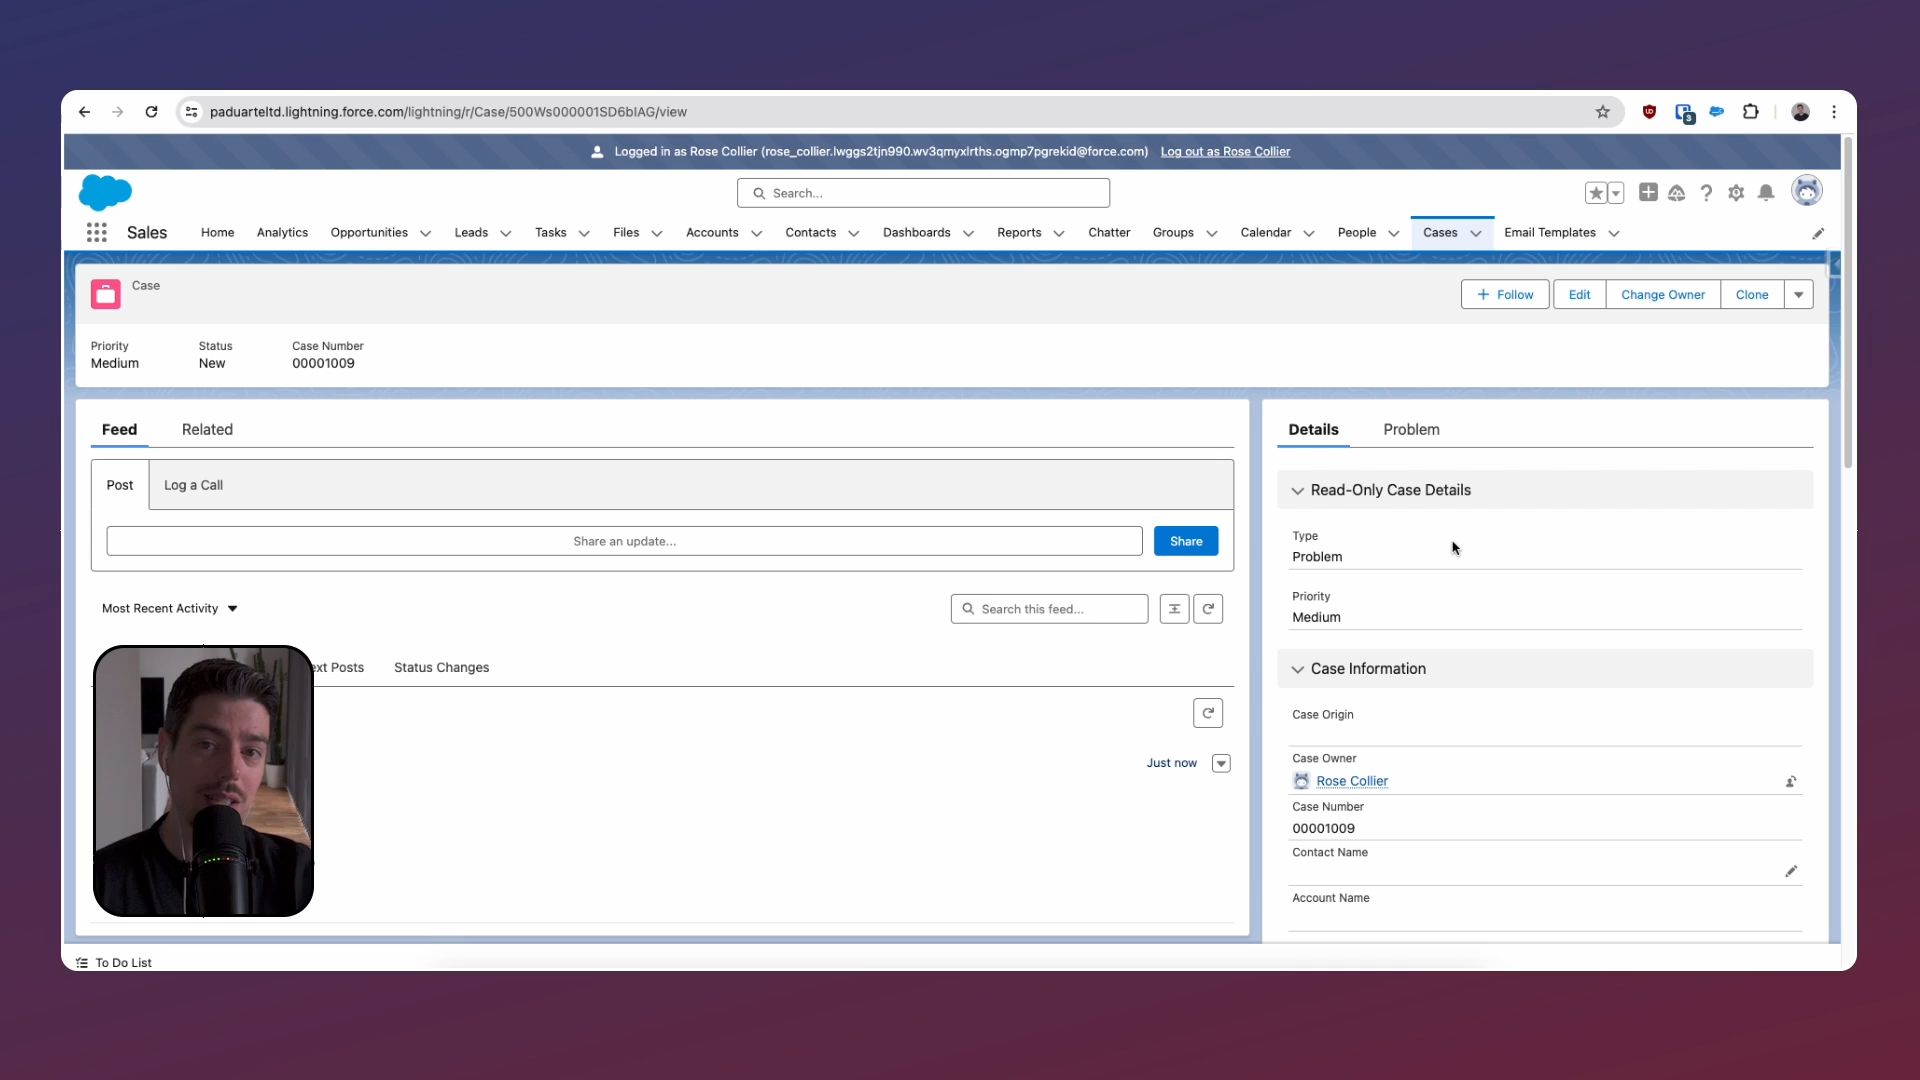 paduarteltd.lightning.force.com/lightning/r/Case/500Ws000001SD6bIAG/view
3
Logged in as Rose Collier (rose_collier.lwggs2tjn990.wv3qmyxlrths.ogmp7pgrekid@force.com) Log out as Rose Collier
Search...
Sales Home Analytics Opportunities Leads Tasks Files Accounts Contacts Dashboards Reports Chatter Groups Calendar People Cases Email Templates
Case
Follow Edit Change Owner Clone
Priority Status Case Number
Medium New 00001009
Feed Related
Post Log a Call
Share an update... Share
Most Recent Activity Search this feed...
ext Posts Status Changes
Just now
Details Problem
Read-Only Case Details
Type
Problem
Priority
Medium
Case Information
Case Origin
Case Owner
Rose Collier
Case Number
00001009
Contact Name
Account Name
To Do List